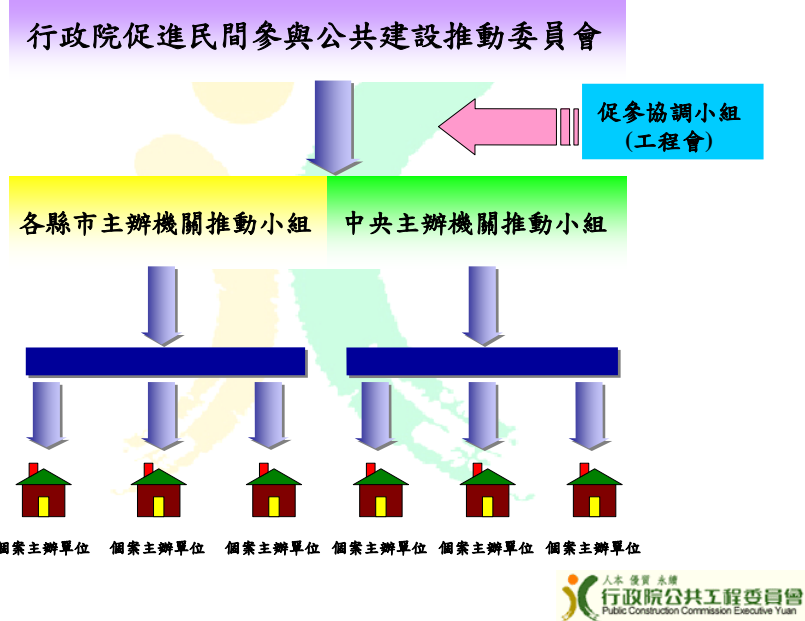 行政院促進民間參與公共建設推動委員會
促參協調小組
(工程會)
各縣市主辦機關推動小組
中央主辦機關推動小組
個案主辦單位
個案主辦單位
個案主辦單位
個案主辦單位
個案主辦單位
個案主辦單位
人本 優質 永續
行政院公共工程委員會
Public Construction Commission Executive Yuan